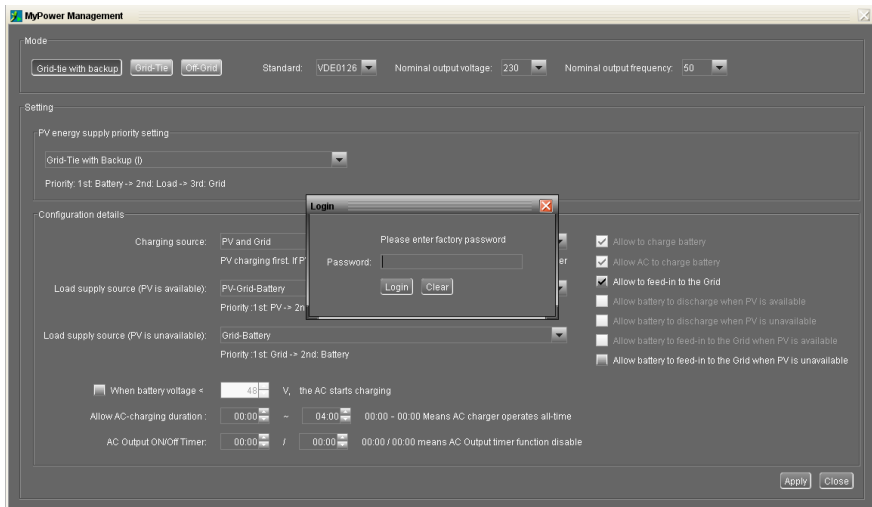 MyPower Management
Mode
Grid-tie with backup Grid-Tie Off-Grid Standard: VDE0126 Nominal output voltage: 230 Nominal output frequency: 50
Setting
PV energy supply priority setting
Grid-Tie with Backup (I)
Priority: 1st: Battery -> 2nd: Load -> 3rd: Grid
Configuration details
Login
Please enter factory password
Password:
Login Clear
Charging source: PV and Grid
PV charging first. If P er
Load supply source (PV is available): PV-Grid-Battery
Priority :1st: PV -> 2n
Load supply source (PV is unavailable): Grid-Battery
Priority :1st: Grid -> 2nd: Battery
Allow to charge battery
Allow AC to charge battery
Allow to feed-in to the Grid
Allow battery to discharge when PV is available
Allow battery to discharge when PV is unavailable
Allow battery to feed-in to the Grid when PV is available
Allow battery to feed-in to the Grid when PV is unavailable
When battery voltage < 48 V, the AC starts charging
Allow AC-charging duration : 00:00 ~ 04:00 00:00 - 00:00 Means AC charger operates all-time
AC Output ON/Off Timer: 00:00 / 00:00 00:00 / 00:00 means AC Output timer function disable
Apply Close